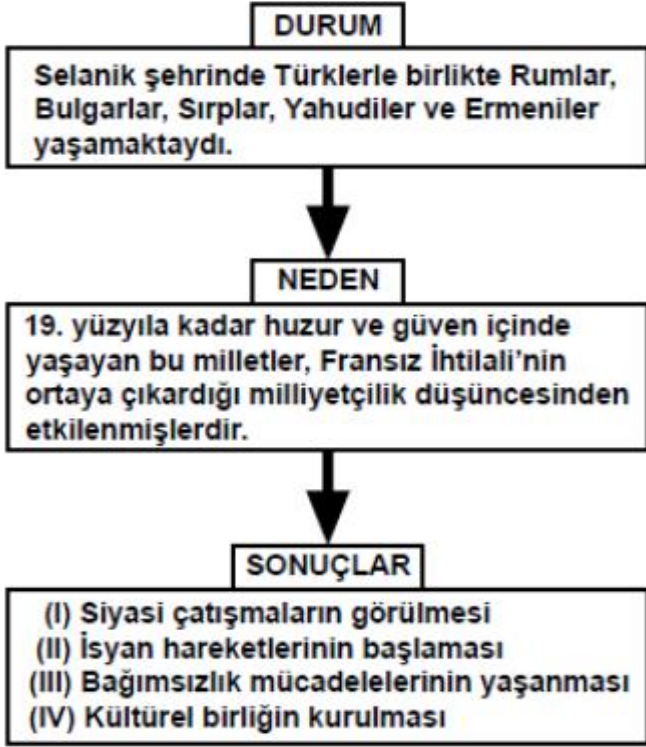 DURUM
Selanik şehrinde Türklerle birlikte Rumlar,
Bulgarlar, Sırplar, Yahudiler ve Ermeniler
yaşamaktaydı.
NEDEN
19. yüzyıla kadar huzur ve güven içinde
yaşayan bu milletler, Fransız İhtilali'nin
ortaya çıkardığı milliyetçilik düşüncesinden
etkilenmişlerdir.
SONUÇLAR
(I) Siyasi çatışmaların görülmesi
(II) İsyan hareketlerinin başlaması
(III) Bağımsızlık mücadelelerinin yaşanması
(IV) Kültürel birliğin kurulması